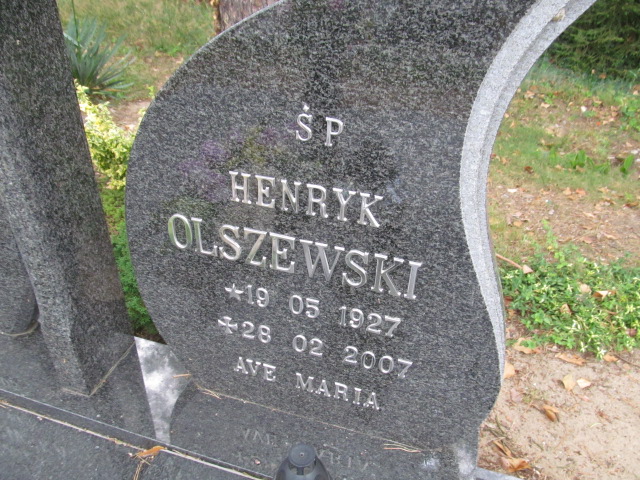 ŚP
HENRYK
OLSZEWSKI
*19 05 1927
✝28 02 2007
AVE MARIA